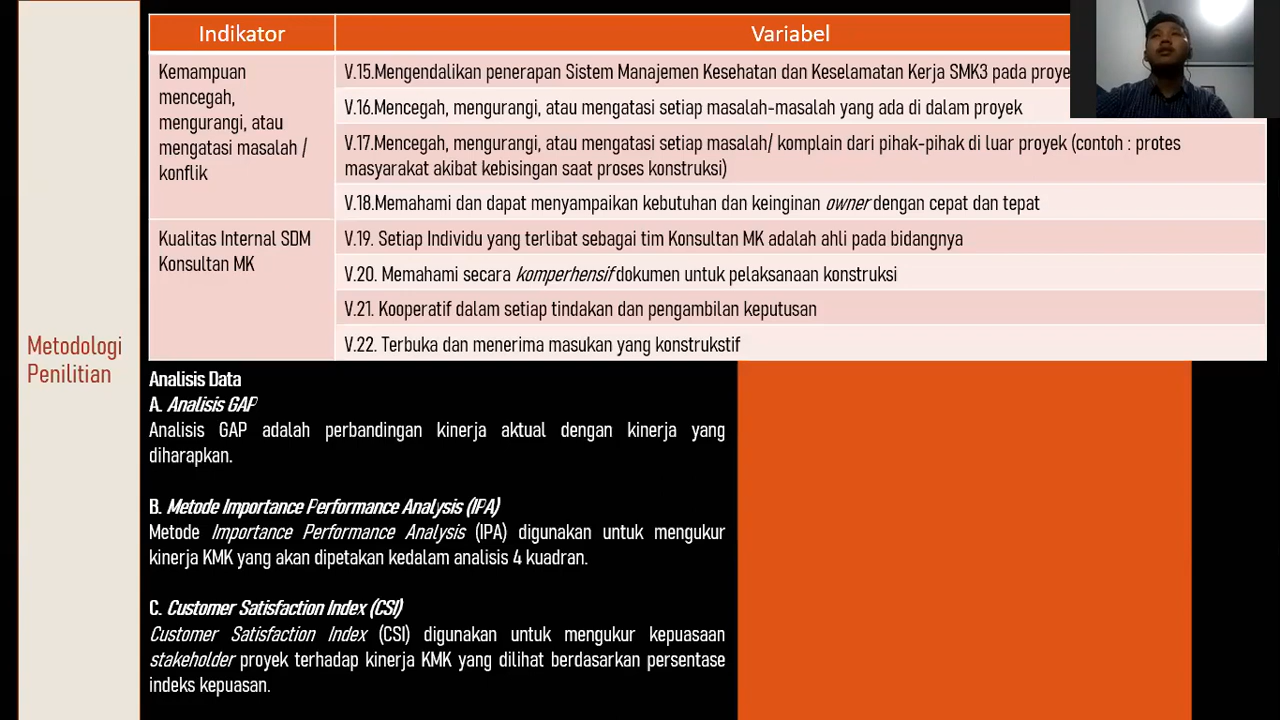 Indikator
Variabel
Kemampuan
mencegah,
mengurangi, atau
mengatasi masalah /
konflik
V.15.Mengendalikan penerapan Sistem Manajemen Kesehatan dan Keselamatan Kerja SMK3 pada
V.16.Mencegah, mengurangi, atau mengatasi setiap masalah-masalah yang ada di dalam proyek
V.17.Mencegah, mengurangi, atau mengatasi setiap masalah/ komplain dari pihak-pihak di luar proyek (contoh : protes
masyarakat akibat kebisingan saat proses konstruksi)
V.18.Memahami dan dapat menyampaikan kebutuhan dan keinginan owner dengan cepat dan tepat
Kualitas Internal SDM
Konsultan MK
V.19. Setiap Individu yang terlibat sebagai tim Konsultan MK adalah ahli pada bidangnya
V.20. Memahami secara komperhensif dokumen untuk pelaksanaan konstruksi
V.21. Kooperatif dalam setiap tindakan dan pengambilan keputusan
V.22. Terbuka dan menerima masukan yang konstrukstif
Metodologi
Penilitian
Analisis Data
A. Analisis GAP
Analisis GAP adalah perbandingan kinerja aktual dengan kinerja yang
diharapkan.
B. Metode Importance Performance Analysis (IPA)
Metode Importance Performance Analysis (IPA) digunakan untuk mengukur
kinerja KMK yang akan dipetakan kedalam analisis 4 kuadran.
C. Customer Satisfaction Index (CSI)
Customer Satisfaction Index (CSI) digunakan untuk mengukur kepuasaan
stakeholder proyek terhadap kinerja KMK yang dilihat berdasarkan persentase
indeks kepuasan.